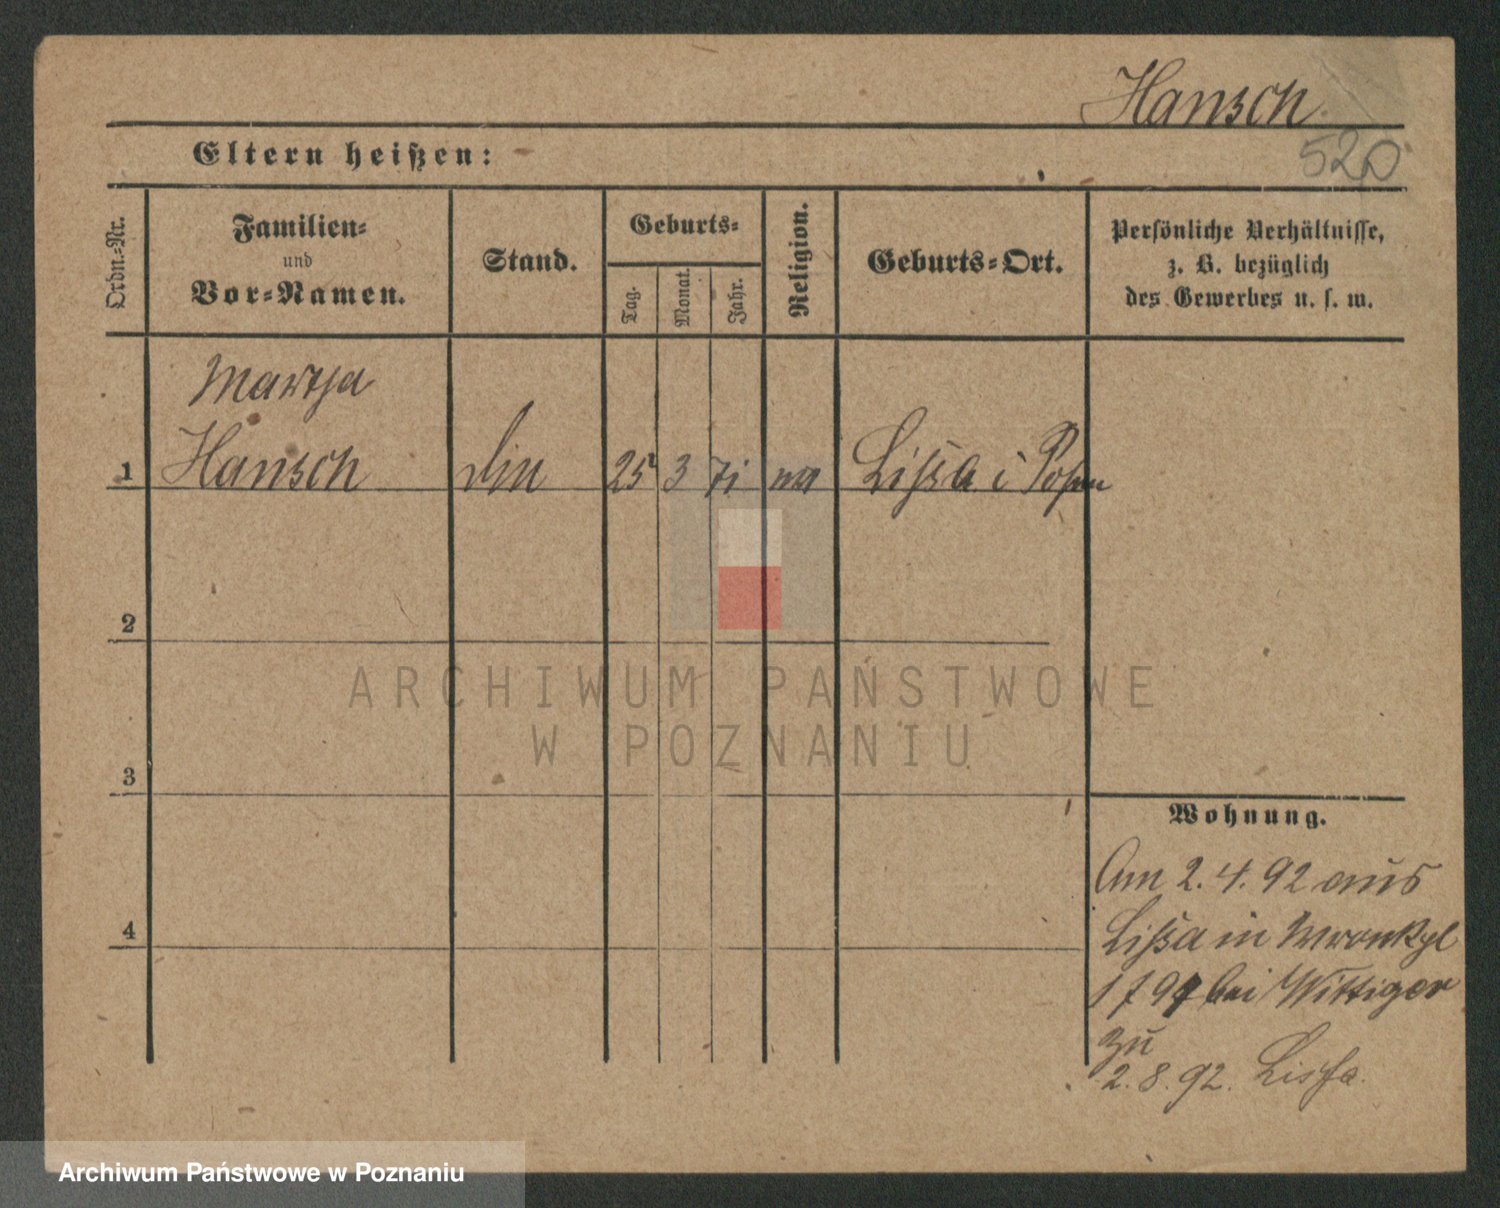 Hansch
520
Eltern heißen:
Ordn.-Nr.
Familien-
und
Vor-Namen.
Stand.
Geburts-
Tag.
Monat.
Jahr.
Religion.
Geburts-Ort.
Persönliche Verhältnisse,
z. B. bezüglich
des Gewerbes u. s. w.
Martha
1 Hansch 25 3 71 Lissa i Posen
2
3
4
ARCHIWUM PAŃSTWOWE
W POZNANIU
Wohnung.
Am 2.4.92 aus
Lissa in
bei Wittiger
zu
2.8.92. Lissa.
Archiwum Państwowe w Poznaniu